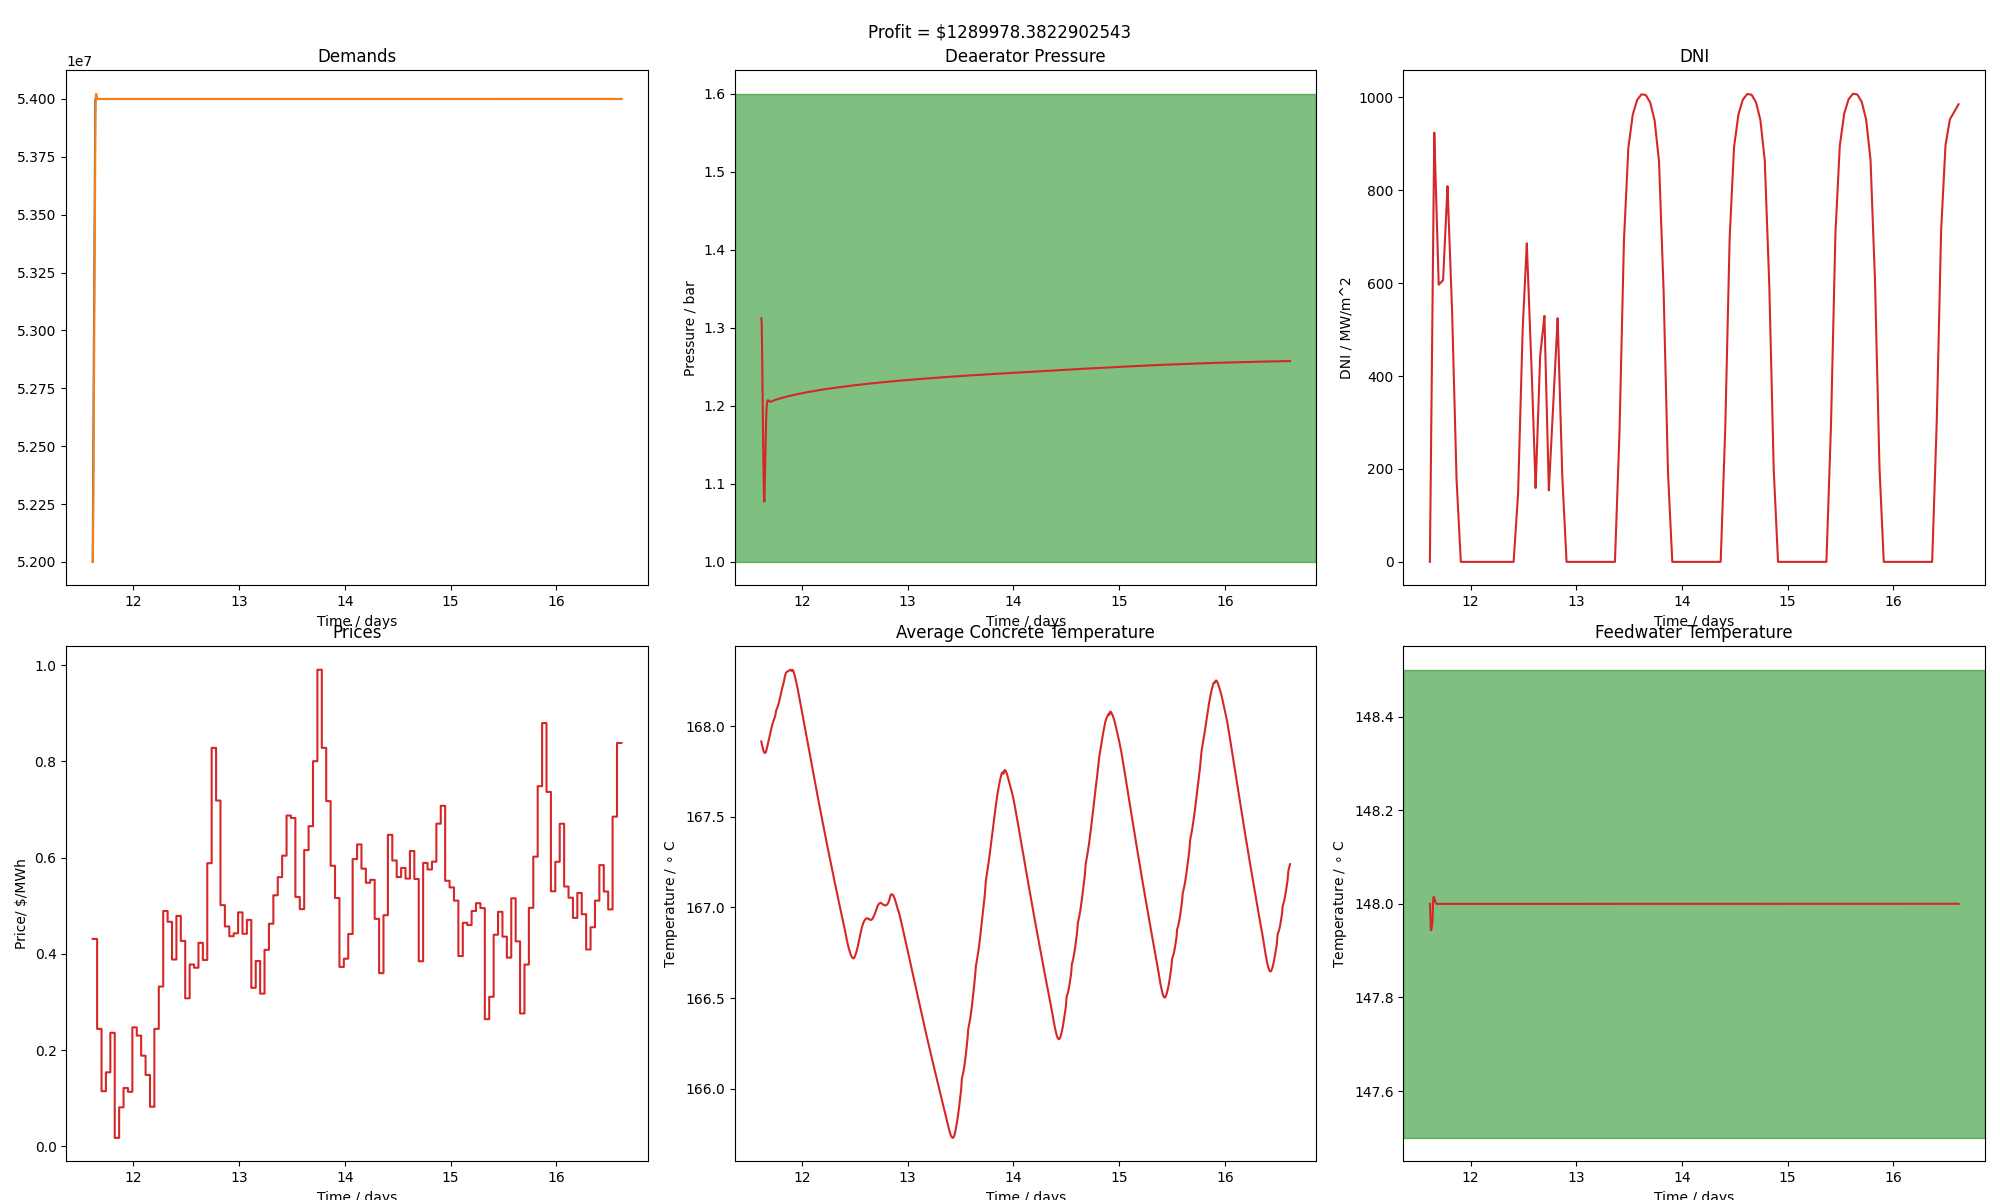 Profit = $1289978.3822902543
Demands
1e7
5.400
5.375
5.350
5.325
5.300
5.275
5.250
5.225
5.200
12 13 14 15 16
Time / days
Deaerator Pressure
Pressure / bar
1.6
1.5
1.4
1.3
1.2
1.1
1.0
12 13 14 15 16
Time / days
DNI
DNI / MW/m^2
1000
800
600
400
200
0
12 13 14 15 16
Time / days
Prices
Price/ $/MWh
1.0
0.8
0.6
0.4
0.2
0.0
12 13 14 15 16
Time / days
Average Concrete Temperature
Temperature / ∘ C
168.0
167.5
167.0
166.5
166.0
12 13 14 15 16
Time / days
Feedwater Temperature
Temperature / ∘ C
148.4
148.2
148.0
147.8
147.6
12 13 14 15 16
Time / days